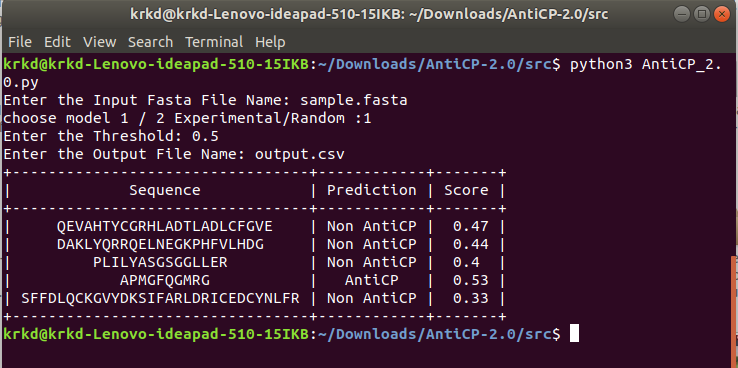 krkd@krkd-Lenovo-ideapad-510-15IKB: ~/Downloads/AntiCP-2.0/src
File Edit View Search Terminal Help
krkd@krkd-Lenovo-ideapad-510-15IKB:~/Downloads/AntiCP-2.0/src$ python3 AntiCP_2.
0.py
Enter the Input Fasta File Name: sample.fasta
choose model 1 / 2 Experimental/Random :1
Enter the Threshold: 0.5
Enter the Output File Name: output.csv
+---------------------------------+------------+-------+
| Sequence | Prediction | Score |
+---------------------------------+------------+-------+
| QEVAHTYCGRHLADTLADLCFGVE | Non AntiCP | 0.47 |
| DAKLYQRRQELNEGKPHFVLHDG | Non AntiCP | 0.44 |
| PLILYASGSGGLLER | Non AntiCP | 0.4 |
| APMGFQGMRG | AntiCP | 0.53 |
| SFFDLQCKGVYDKSIFARLDRICEDCYNLFR | Non AntiCP | 0.33 |
+---------------------------------+------------+-------+
krkd@krkd-Lenovo-ideapad-510-15IKB:~/Downloads/AntiCP-2.0/src$